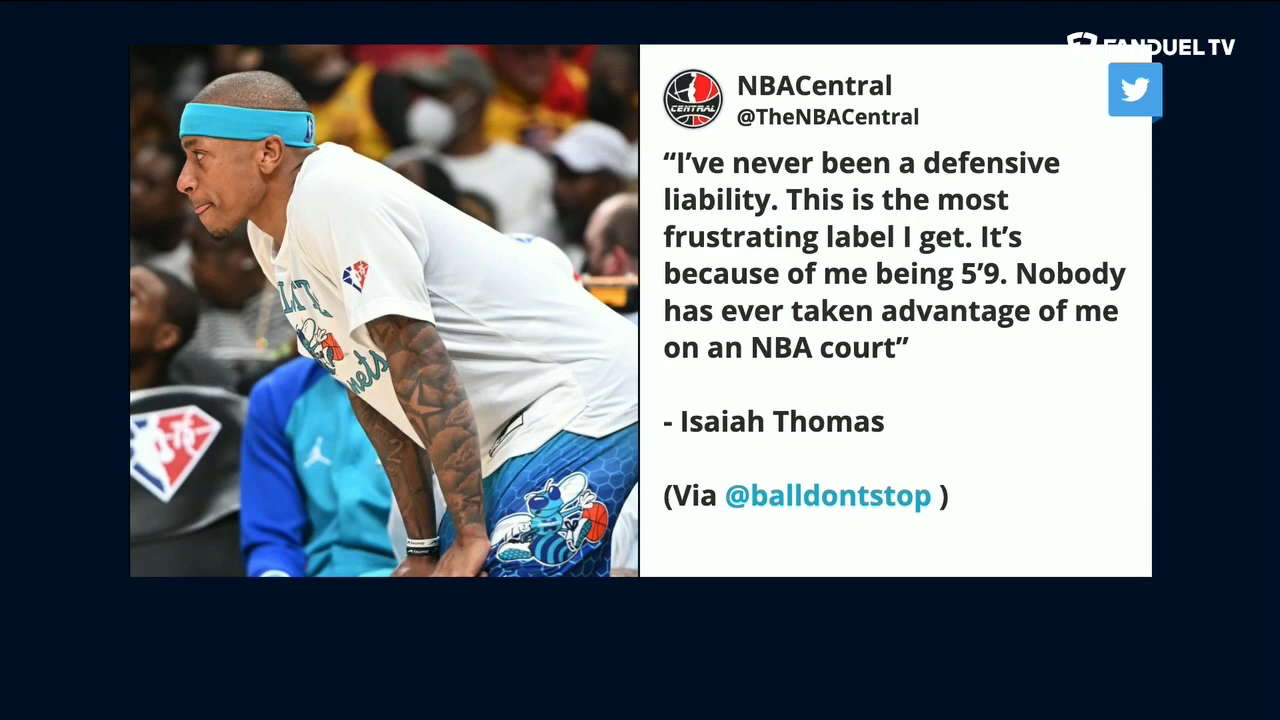 FANDUEL TV
NBACentral
@TheNBACentral
“I’ve never been a defensive
liability. This is the most
frustrating label I get. It’s
because of me being 5’9. Nobody
has ever taken advantage of me
on an NBA court”
- Isaiah Thomas
(Via @balldontstop )
CENTRAL